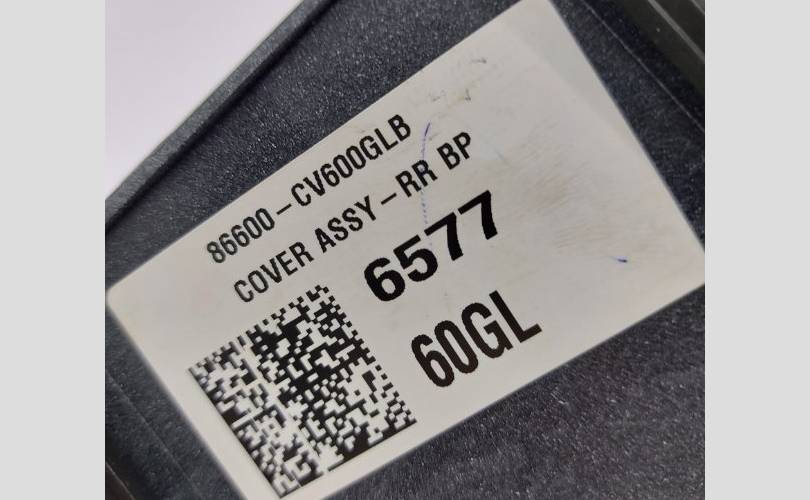 86600-CV600GLB
COVER ASSY-RR BP
6577
60GL